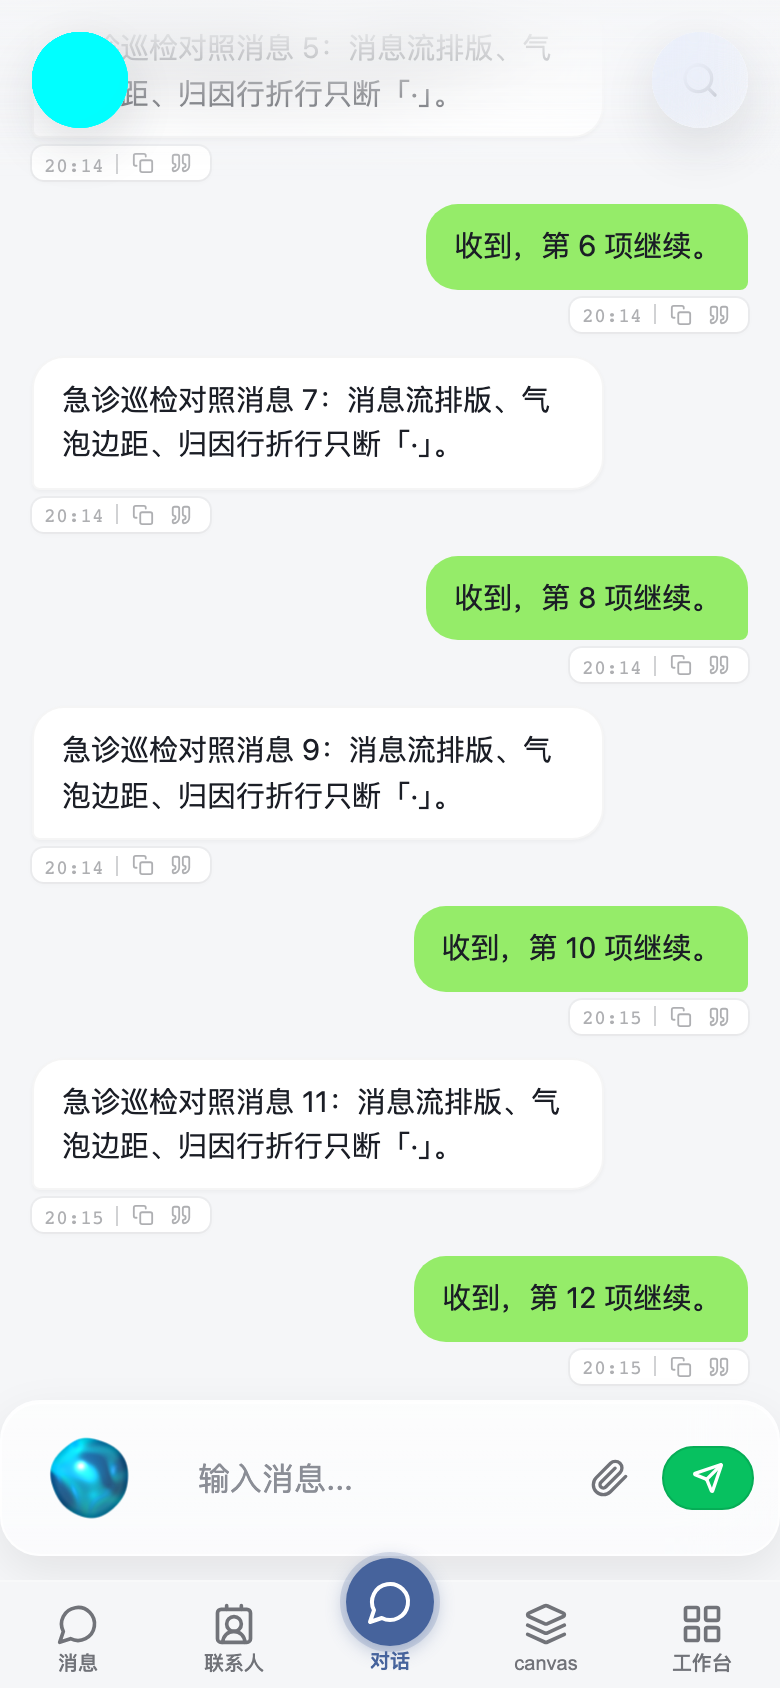 巡检对照消息 5：消息流排版、气
距、归因行折行只断「·」。
20:14
收到，第 6 项继续。
20:14
急诊巡检对照消息 7：消息流排版、气
泡边距、归因行折行只断「·」。
20:14
收到，第 8 项继续。
20:14
急诊巡检对照消息 9：消息流排版、气
泡边距、归因行折行只断「·」。
20:14
收到，第 10 项继续。
20:15
急诊巡检对照消息 11：消息流排版、气
泡边距、归因行折行只断「·」。
20:15
收到，第 12 项继续。
20:15
输入消息...
消息
联系人
对话
canvas
工作台